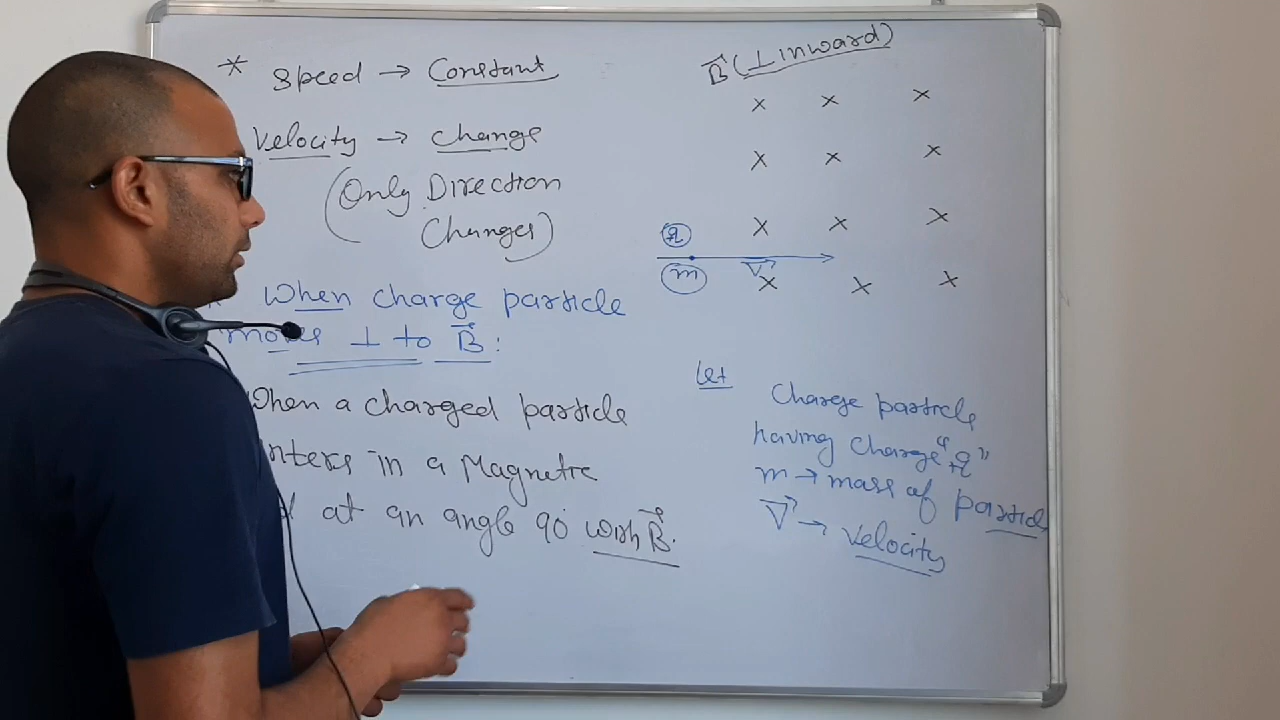 * Speed → Constant
Velocity → change
(Only Direction
Changes)
When charge particle
moves ⊥ to B⃗ :
When a charged particle
in a Magnetic
at an angle 90° with B⃗.
B⃗ (⊥ inward)
× × ×
× × ×
× × ×
q
m V⃗
× × ×
Let
Charge particle
having charge "q"
m → mass of particle
V⃗ → Velocity